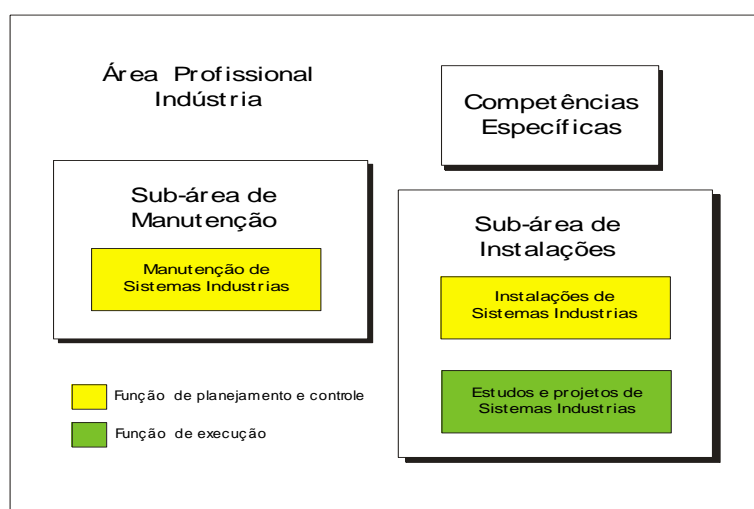 Área Profissional
Indústria
Competências
Específicas
Sub-área de
Manutenção
Manutenção de
Sistemas Industrias
Sub-área de
Instalações
Instalações de
Sistemas Industrias
Estudos e projetos de
Sistemas Industrias
Função de planejamento e controle
Função de execução